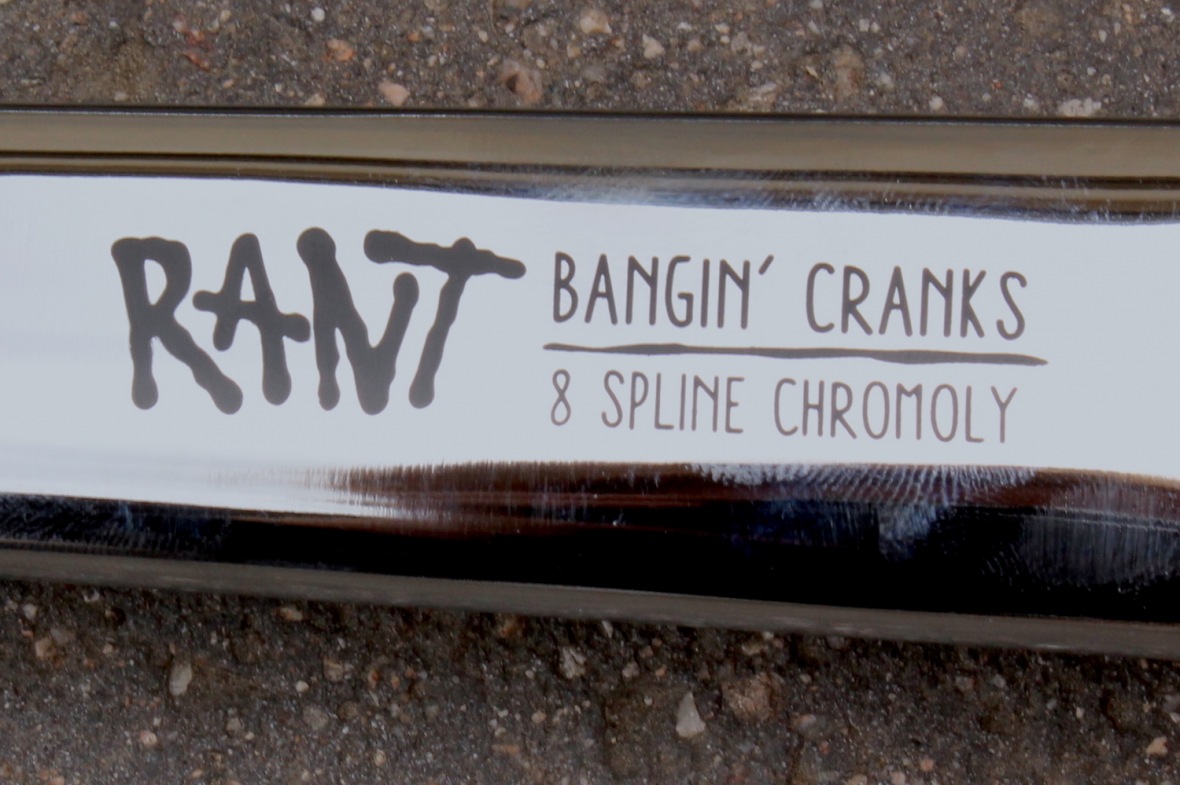 RANT
BANGIN' CRANKS
8 SPLINE CHROMOLY